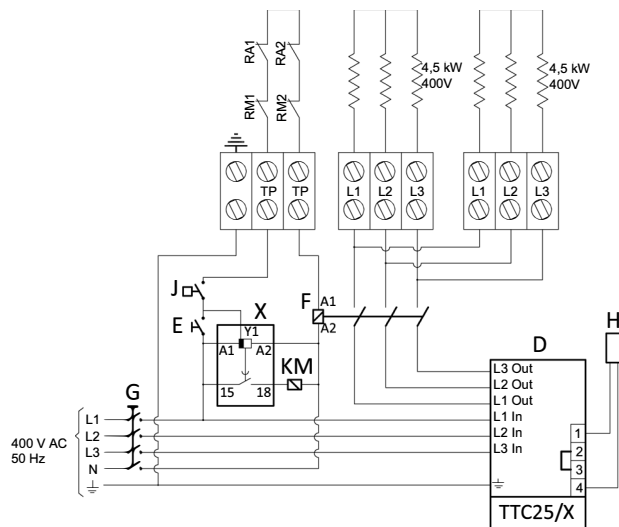 RA1
RA2
RM1
RM2
4,5 kW
400V
4,5 kW
400V
TP
TP
L1
L2
L3
L1
L2
L3
J
E
X
Y1
A1
A2
15
18
KM
F
A1
A2
D
H
G
L3 Out
L2 Out
L1 Out
L1 In
L2 In
L3 In
1
2
3
4
TTC25/X
400 V AC
50 Hz
L1
L2
L3
N